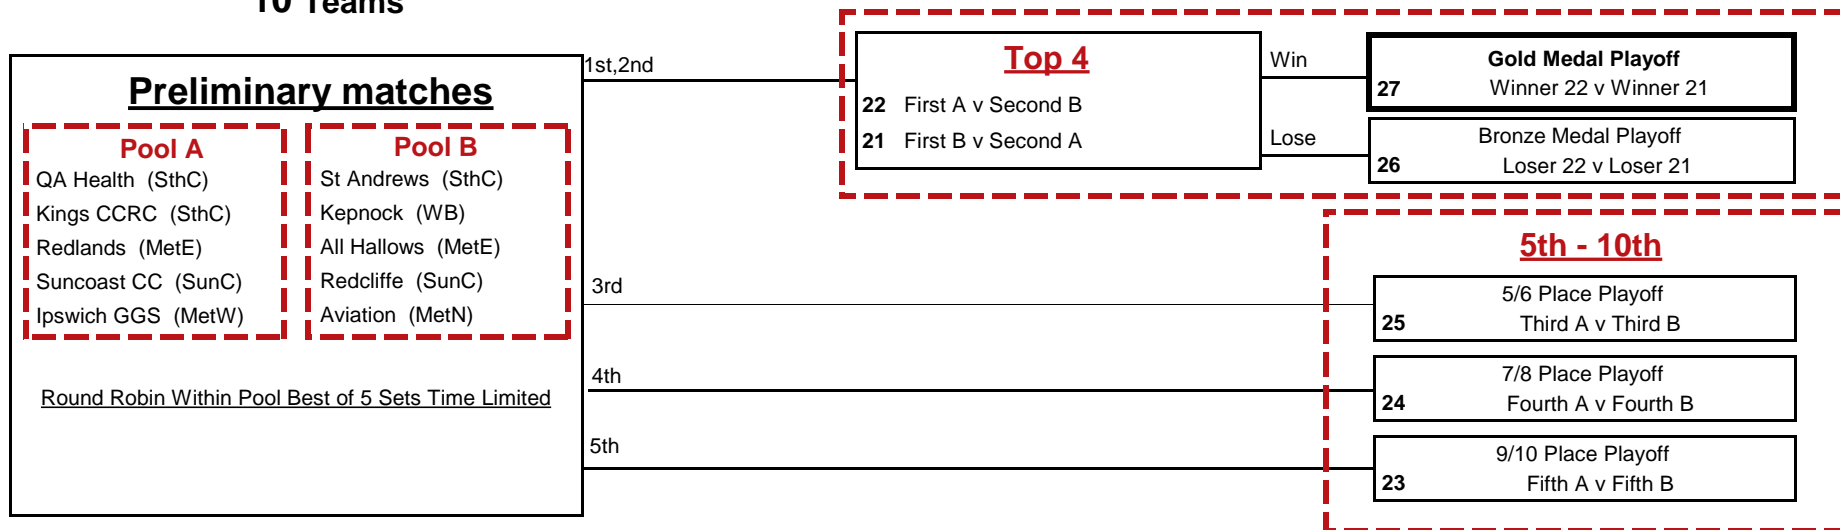 10 Teams
Preliminary matches
Pool A
QA Health (SthC)
Kings CCRC (SthC)
Redlands (MetE)
Suncoast CC (SunC)
Ipswich GGS (MetW)
Pool B
St Andrews (SthC)
Kepnock (WB)
All Hallows (MetE)
Redcliffe (SunC)
Aviation (MetN)
Round Robin Within Pool Best of 5 Sets Time Limited
1st,2nd
Top 4
22 First A v Second B
21 First B v Second A
Win
Gold Medal Playoff
27 Winner 22 v Winner 21
Lose
Bronze Medal Playoff
26 Loser 22 v Loser 21
5th - 10th
3rd
5/6 Place Playoff
25 Third A v Third B
4th
7/8 Place Playoff
24 Fourth A v Fourth B
5th
9/10 Place Playoff
23 Fifth A v Fifth B